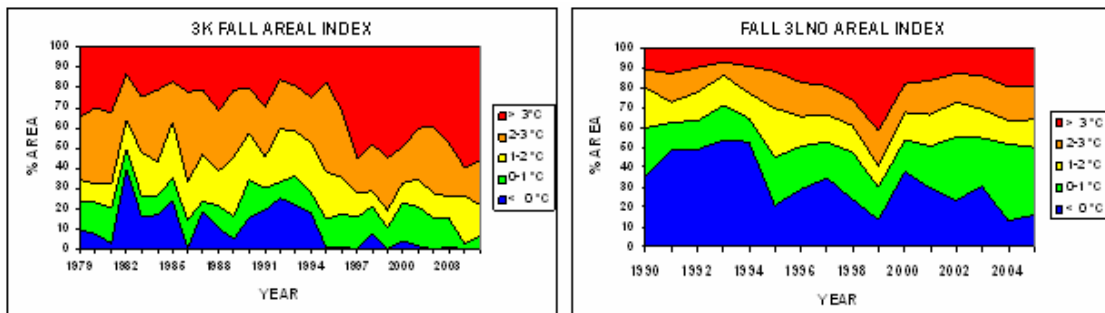 3K FALL AREAL INDEX
100
90
80
70
60
50
40
30
20
10
0
% AREA
1979 1982 1985 1988 1991 1994 1997 2000 2003
YEAR
> 3°C
2-3 °C
1-2 °C
0-1 °C
< 0 °C
FALL 3LNO AREAL INDEX
100
90
80
70
60
50
40
30
20
10
0
% AREA
1990 1992 1994 1996 1998 2000 2002 2004
YEAR
> 3°C
2-3 °C
1-2 °C
0-1 °C
< 0 °C